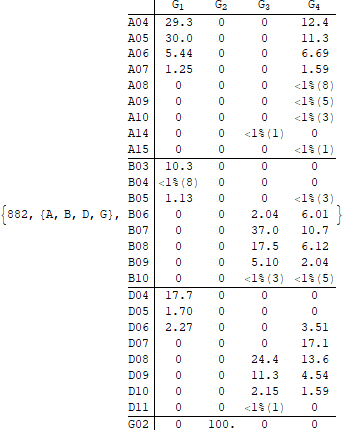 G1 G2 G3 G4
A04 29.3 0 0 12.4
A05 30.0 0 0 11.3
A06 5.44 0 0 6.69
A07 1.25 0 0 1.59
A08 0 0 0 <1%(8)
A09 0 0 0 <1%(5)
A10 0 0 0 <1%(3)
A14 0 0 <1%(1) 0
A15 0 0 0 <1%(1)
B03 10.3 0 0 0
B04 <1%(8) 0 0 0
B05 1.13 0 0 <1%(3)
{882, {A, B, D, G}, B06 0 0 2.04 6.01 }
B07 0 0 37.0 10.7
B08 0 0 17.5 6.12
B09 0 0 5.10 2.04
B10 0 0 <1%(3) <1%(5)
D04 17.7 0 0 0
D05 1.70 0 0 0
D06 2.27 0 0 3.51
D07 0 0 0 17.1
D08 0 0 24.4 13.6
D09 0 0 11.3 4.54
D10 0 0 2.15 1.59
D11 0 0 <1%(1) 0
G02 0 100. 0 0